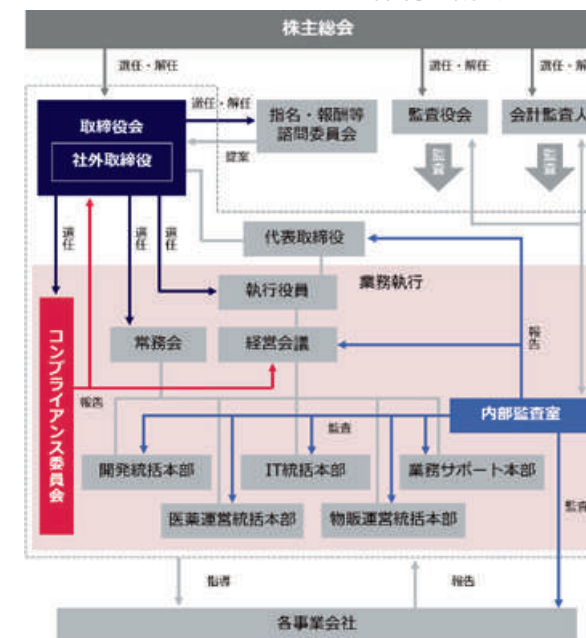 株主総会
選任・解任
選任・解任
選任・解
取締役会
社外取締役
選任・解任
提案
指名・報酬等
諮問委員会
監査役会
会計監査人
監査
監査
選任
選任
選任
代表取締役
執行役員
業務執行
コンプライアンス委員会
常務会
経営会議
報告
報告
内部監査室
監査
開発統括本部
IT統括本部
業務サポート本部
医薬運営統括本部
物販運営統括本部
監査
指導
報告
各事業会社